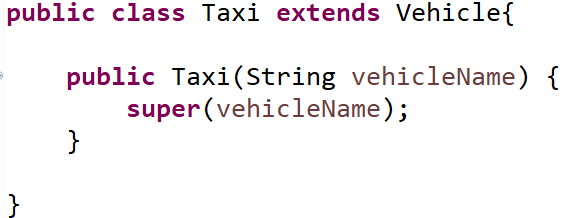 public class Taxi extends Vehicle{
public Taxi(String vehicleName) {
super(vehicleName);
}
}